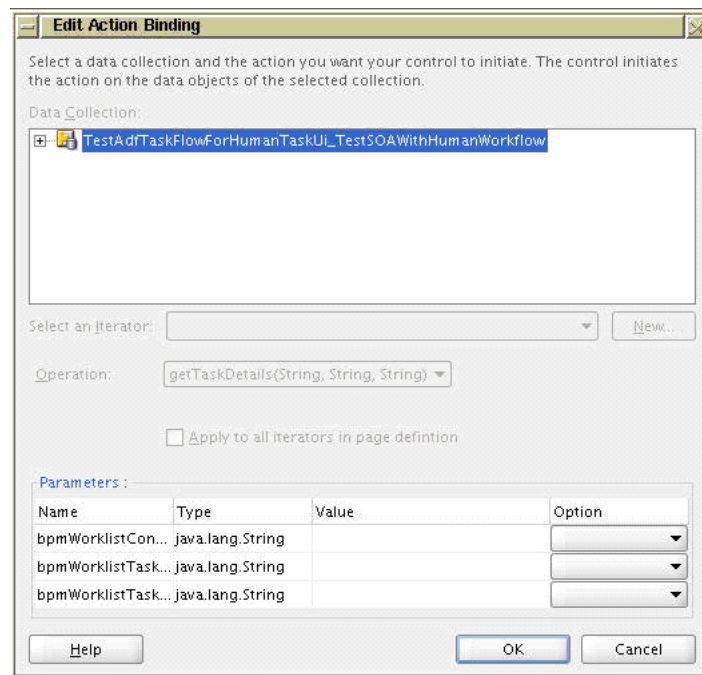 Edit Action Binding
Select a data collection and the action you want your control to initiate. The control initiates
the action on the data objects of the selected collection.
Data Collection:
TestAdfTaskFlowForHumanTaskUi_TestSOAWithHumanWorkflow
Select an Iterator: New...
Operation: getTaskDetails(String, String, String)
Apply to all iterators in page defintion
Parameters :
Name Type Value Option
bpmWorklistCon... java.lang.String
bpmWorklistTask... java.lang.String
bpmWorklistTask... java.lang.String
Help OK Cancel